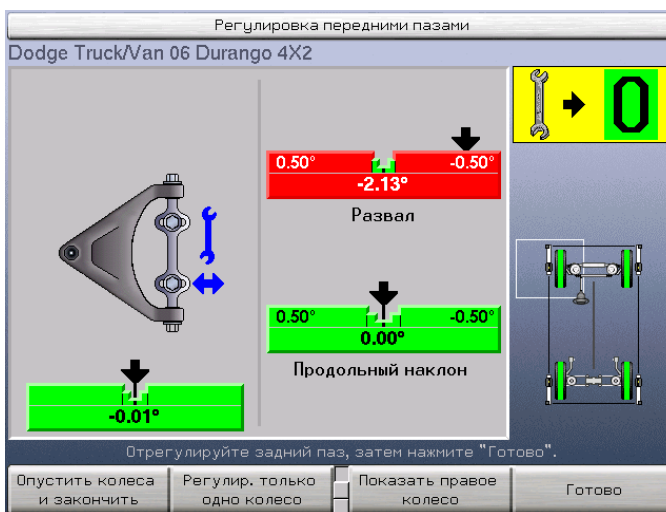 Регулировка передними пазами
Dodge Truck/Van 06 Durango 4X2
0
0.50° -0.50°
-2.13°
Развал
0.50° -0.50°
0.00°
Продольный наклон
-0.01°
Отрегулируйте задний паз, затем нажмите "Готово".
Опустить колеса
и закончить
Регулир. только
одно колесо
Показать правое
колесо
Готово